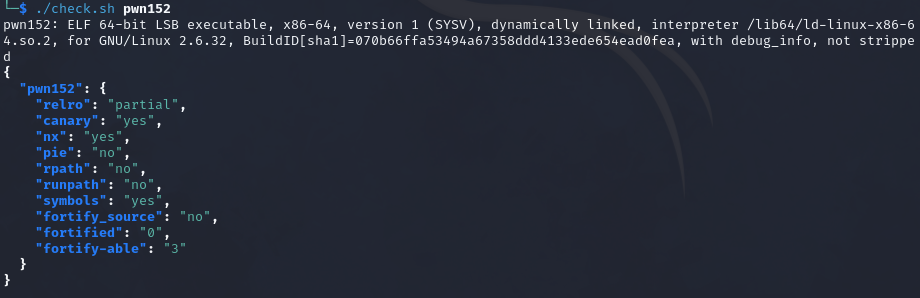 └─$ ./check.sh pwn152
pwn152: ELF 64-bit LSB executable, x86-64, version 1 (SYSV), dynamically linked, interpreter /lib64/ld-linux-x86-6
4.so.2, for GNU/Linux 2.6.32, BuildID[sha1]=070b66ffa53494a67358ddd4133ede654ead0fea, with debug_info, not strippe
d
{
  "pwn152": {
    "relro": "partial",
    "canary": "yes",
    "nx": "yes",
    "pie": "no",
    "rpath": "no",
    "runpath": "no",
    "symbols": "yes",
    "fortify_source": "no",
    "fortified": "0",
    "fortify-able": "3"
  }
}